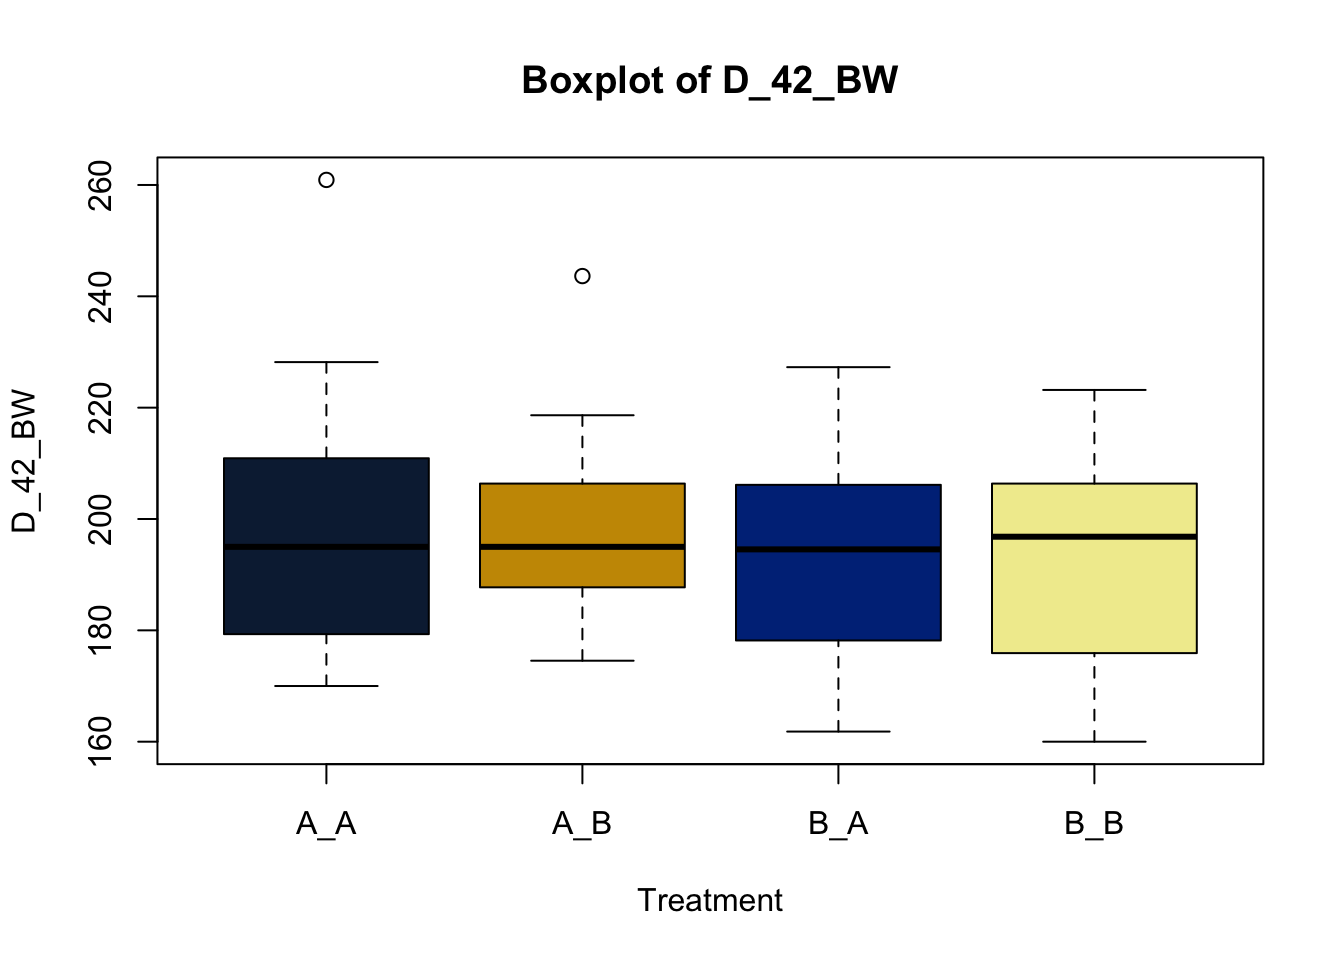 Boxplot of D_42_BW
D_42_BW
260
240
220
200
180
160
A_A
A_B
B_A
B_B
Treatment